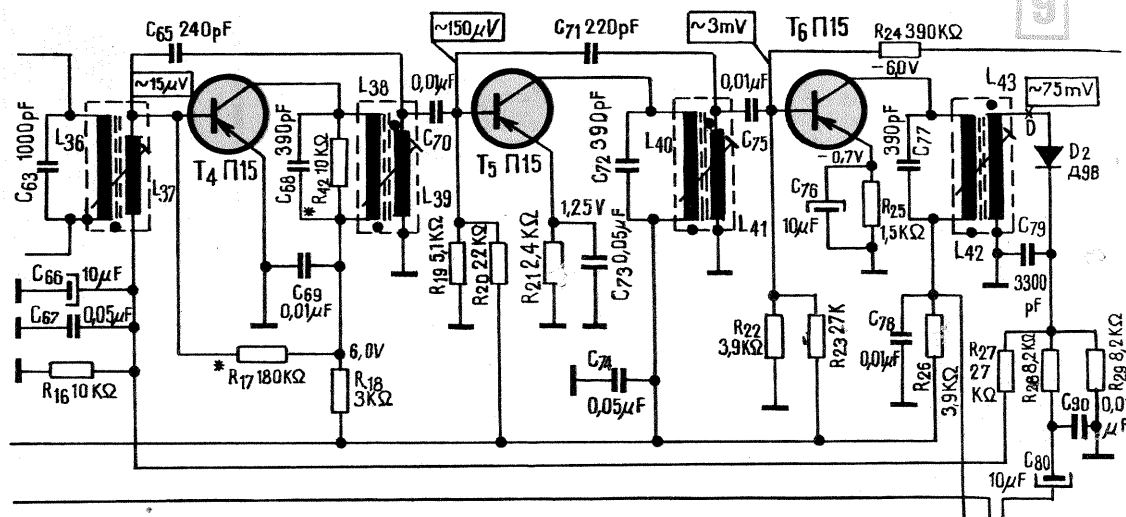 9
C65 240pF
~15µV
1000pF
C63
L36
L37
T4 П15
390pF
C68
R42 10KΩ
*
L38
L39
0,01µF
C70
~150µV
C71 220pF
T5 П15
C72 390pF
L40
L41
~3mV
0,01µF
C75
T6 П15
R24 390KΩ
-6,0V
-0,7V
C76
10µF
R25
1,5KΩ
390pF
C77
L43
L42
~75mV
D
D2
Д9В
C79
3300
pF
C66 10µF
C67 0,05µF
R16 10KΩ
C69
0,01µF
6,0V
* R17 180KΩ
R18
3KΩ
R19 5,1KΩ
R20 22KΩ
1,25V
R21 2,4KΩ
C73 0,05µF
C74
0,05µF
R22
3,9KΩ
R23 27K
C78
0,01µF
R26
3,9KΩ
R27
27
KΩ
R28 8,2KΩ
R29 8,2KΩ
C90
0,01
µF
C80
10µF